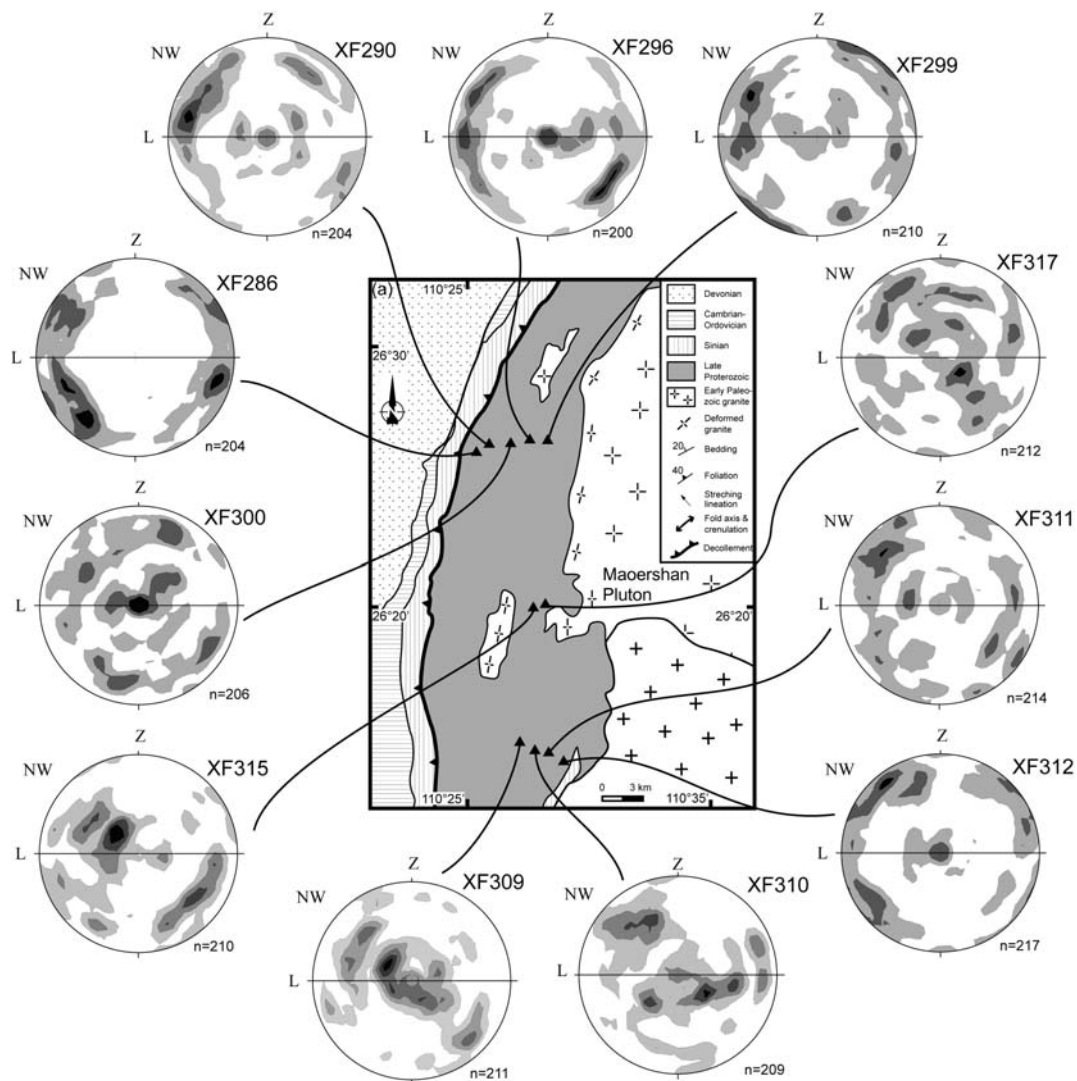 Z
NW
XF290
L
n=204
Z
NW
XF296
L
n=200
Z
NW
XF299
L
n=210
Z
NW
XF286
L
n=204
Z
NW
XF317
L
n=212
(a)
110°25'
26°30'
Devonian
Cambrian-
Ordovician
Sinian
Late
Proterozoic
Early Paleo-
zoic granite
Deformed
granite
20
Bedding
40
Foliation
Streching
lineation
Fold axis &
crenulation
Decollement
Maoershan
Pluton
26°20'
26°20'
110°25'
0 3 km
110°35'
Z
NW
XF300
L
n=206
Z
NW
XF311
L
n=214
Z
NW
XF315
L
n=210
Z
NW
XF312
L
n=217
Z
NW
XF309
L
n=211
Z
NW
XF310
L
n=209